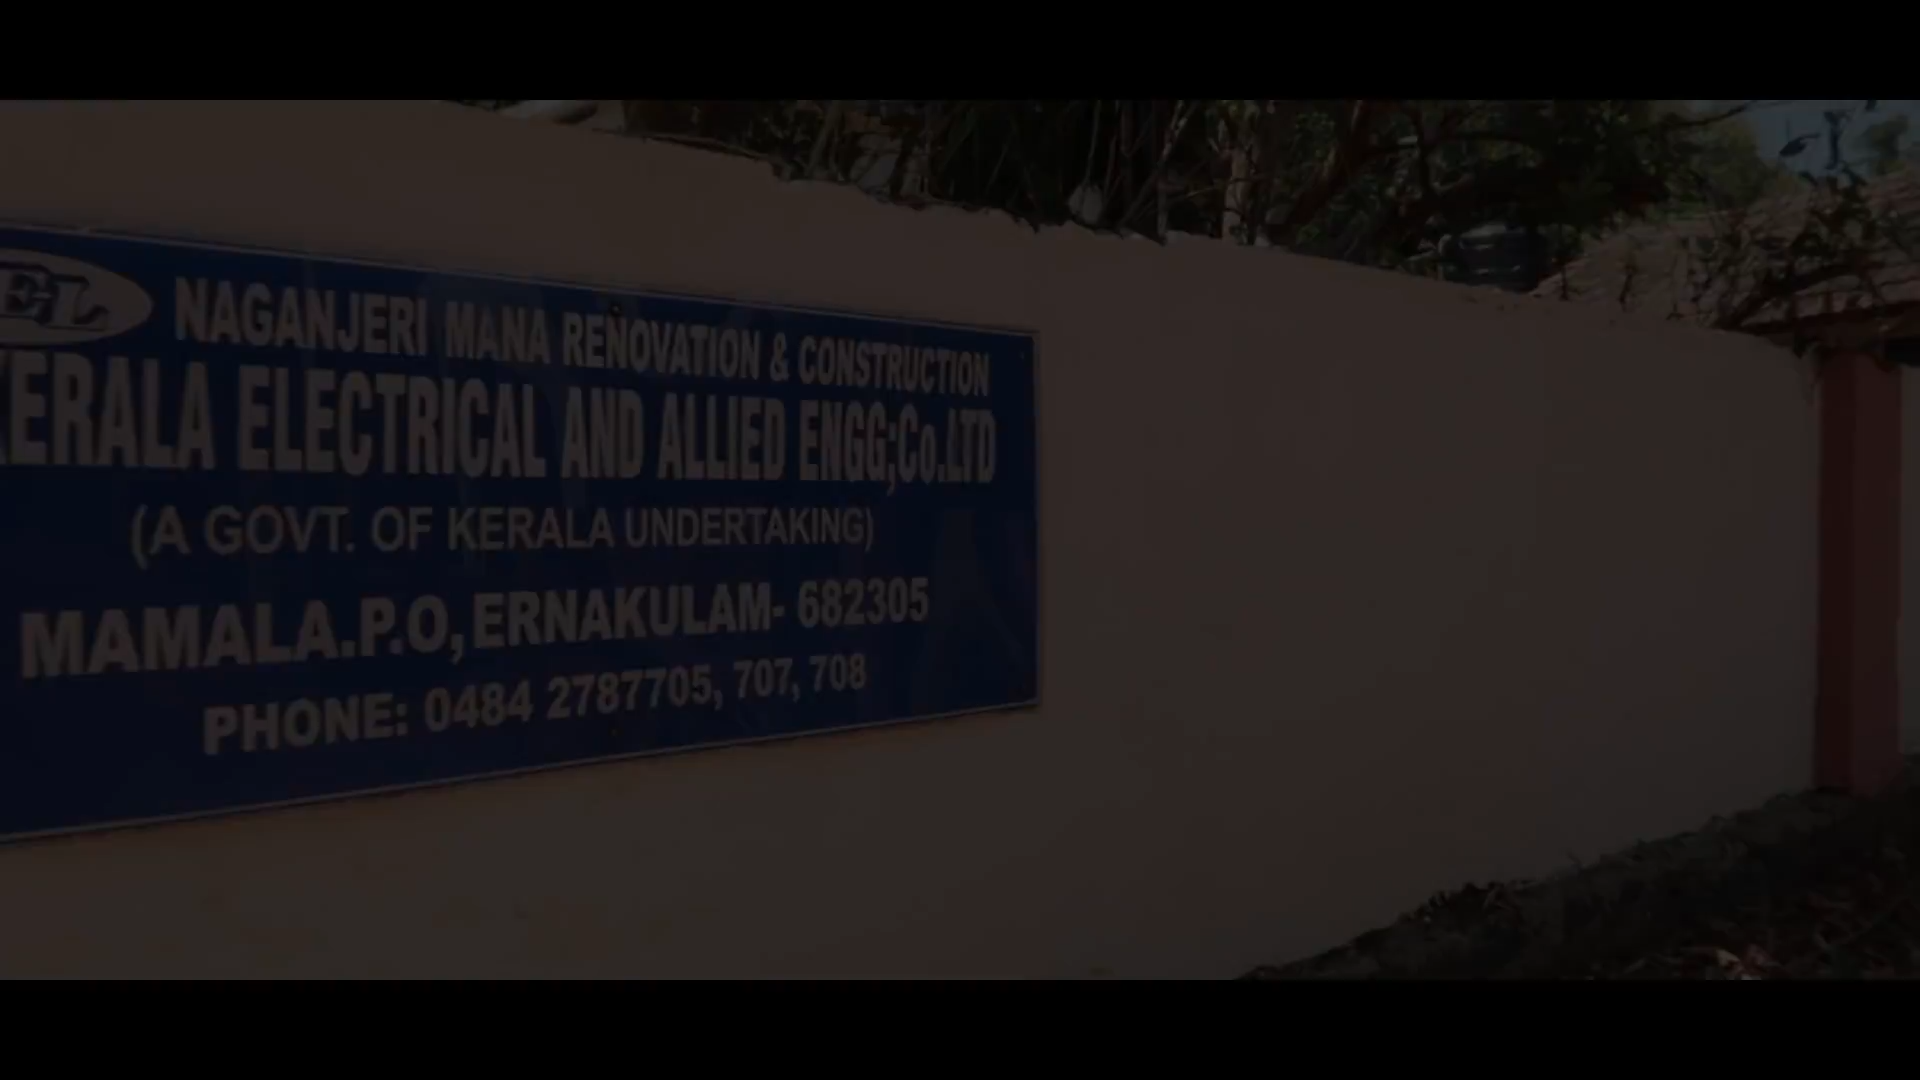 EL
NAGANJERI MANA RENOVATION & CONSTRUCTION
KERALA ELECTRICAL AND ALLIED ENGG;Co.LTD
(A GOVT. OF KERALA UNDERTAKING)
MAMALA.P.O, ERNAKULAM- 682305
PHONE: 0484 2787705, 707, 708